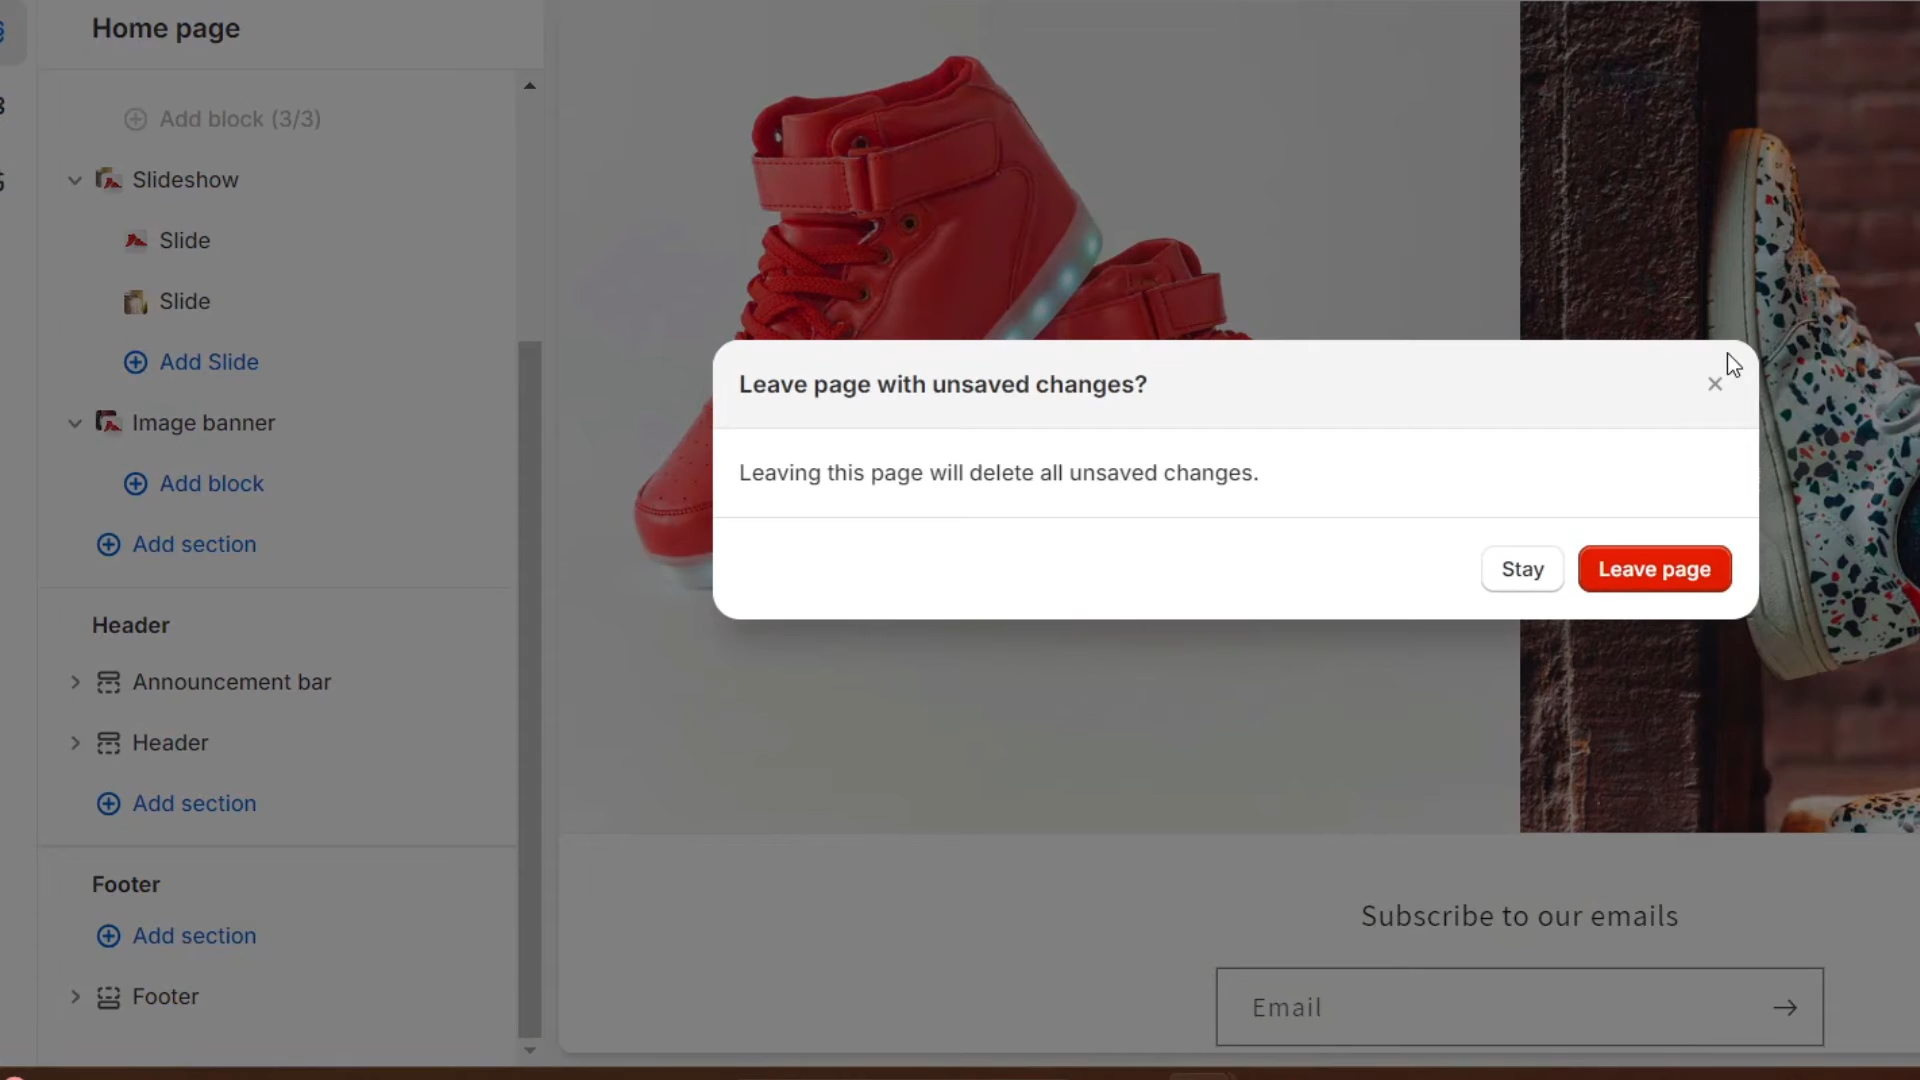 Home page
Add block (3/3)
Slideshow
Slide
Slide
Add Slide
Image banner
Add block
Add section
Header
Announcement bar
Header
Add section
Footer
Add section
Footer
Leave page with unsaved changes?
Leaving this page will delete all unsaved changes.
Stay
Leave page
Subscribe to our emails
Email